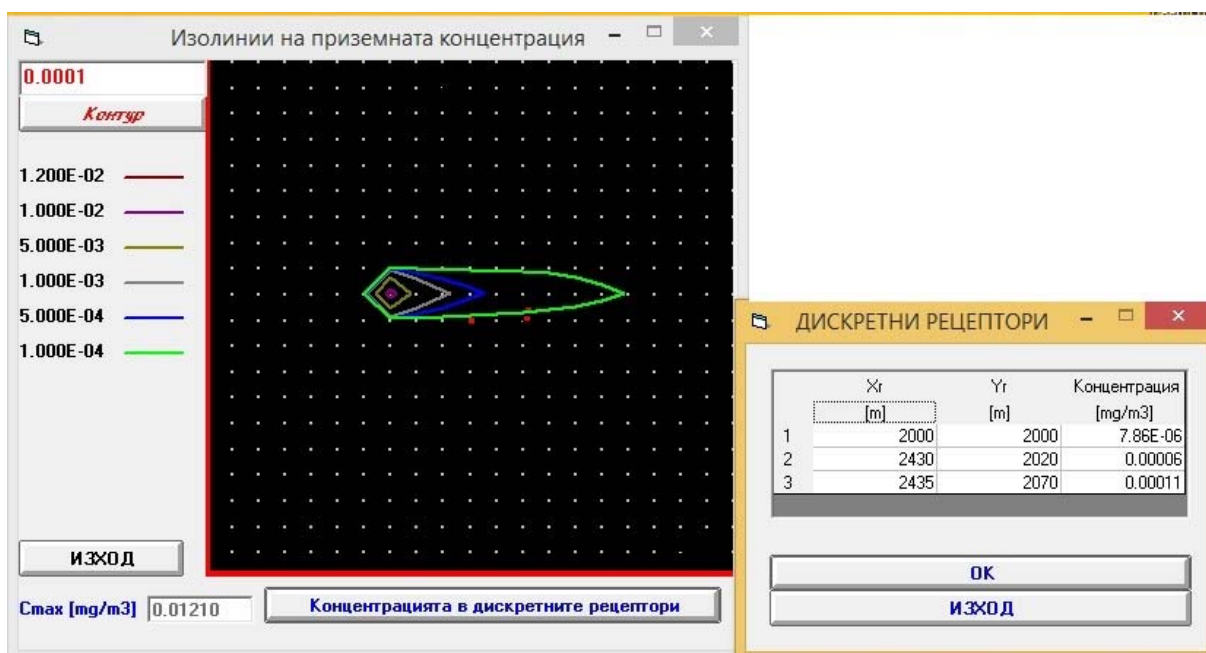 Изолинии на приземната концентрация
0.0001
Контур
1.200E-02
1.000E-02
5.000E-03
1.000E-03
5.000E-04
1.000E-04
ИЗХОД
Cmax [mg/m3] 0.01210
Концентрацията в дискретните рецептори
ДИСКРЕТНИ РЕЦЕПТОРИ
Xr Yr Концентрация
[m] [m] [mg/m3]
1 2000 2000 7.86E-06
2 2430 2020 0.00006
3 2435 2070 0.00011
OK
ИЗХОД